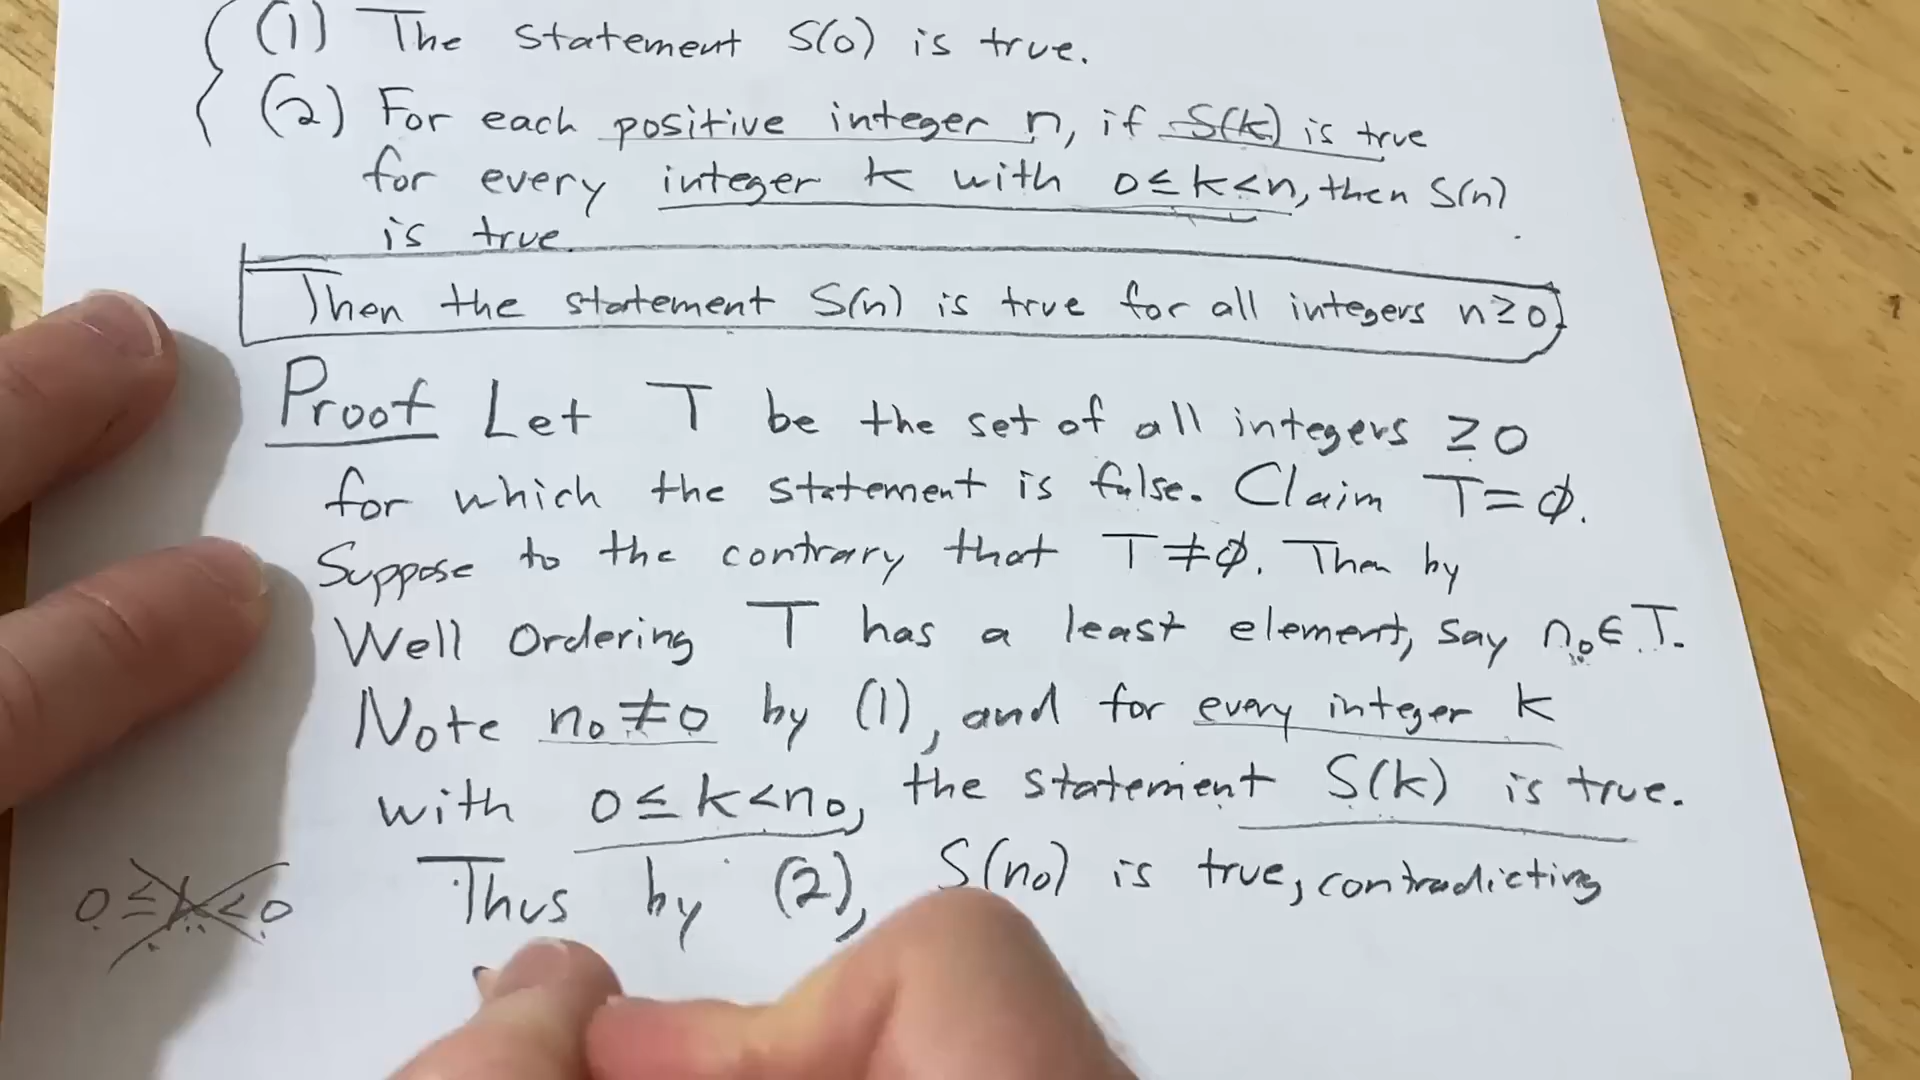 (1) The statement S(0) is true.
(2) For each positive integer n, if S(k) is true
for every integer k with 0≤k<n, then S(n)
is true.
Then the statement S(n) is true for all integers n≥0.
Proof Let T be the set of all integers ≥0
for which the statement is false. Claim T=∅.
Suppose to the contrary that T≠∅. Then by
Well Ordering T has a least element, say n₀∈T.
Note n₀≠0 by (1), and for every integer k
with 0≤k<n₀, the statement S(k) is true.
Thus by (2), S(n₀) is true, contradicting
0≤k<0